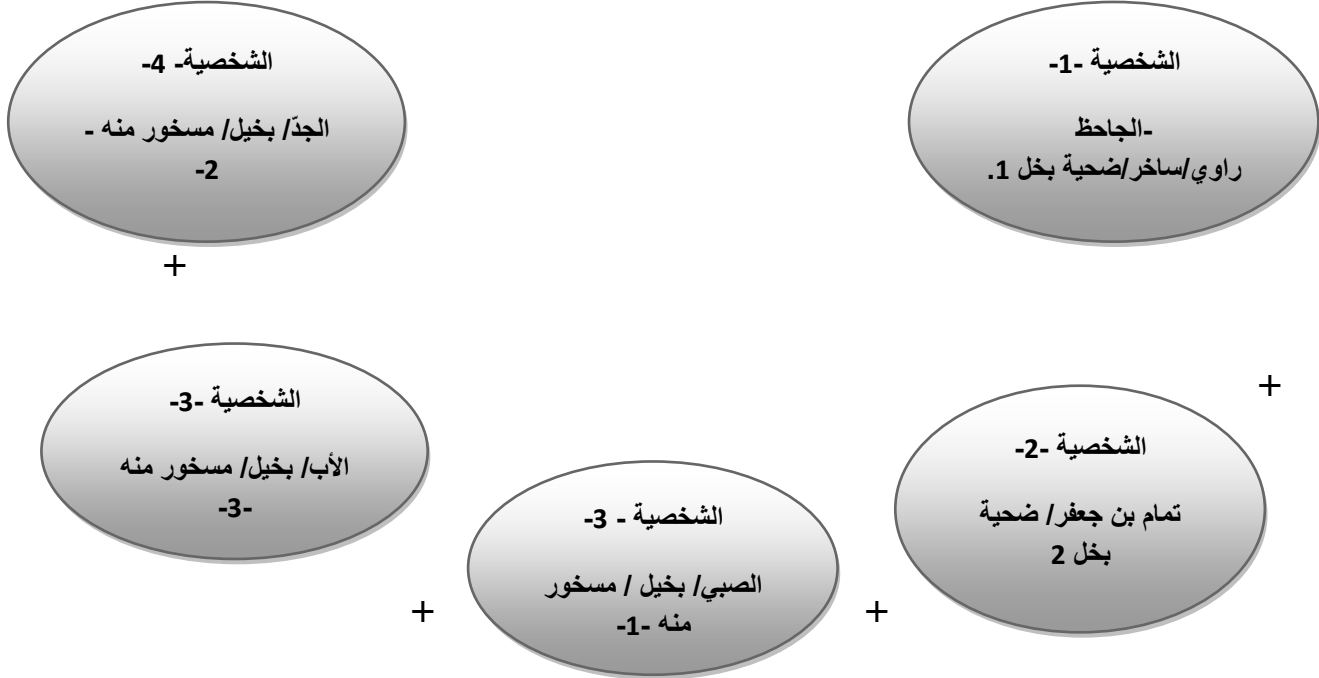 الشخصية -1-
-الجاحظ
راوي/ساخر/ضحية بخل 1.
الشخصية- 4-
الجدّ/ بخيل/ مسخور منه -
2-
+
+
الشخصية -2-
تمام بن جعفر/ ضحية
بخل 2
الشخصية -3-
الأب/ بخيل/ مسخور منه
-3-
الشخصية - 3-
الصبي/ بخيل / مسخور
منه -1-
+
+